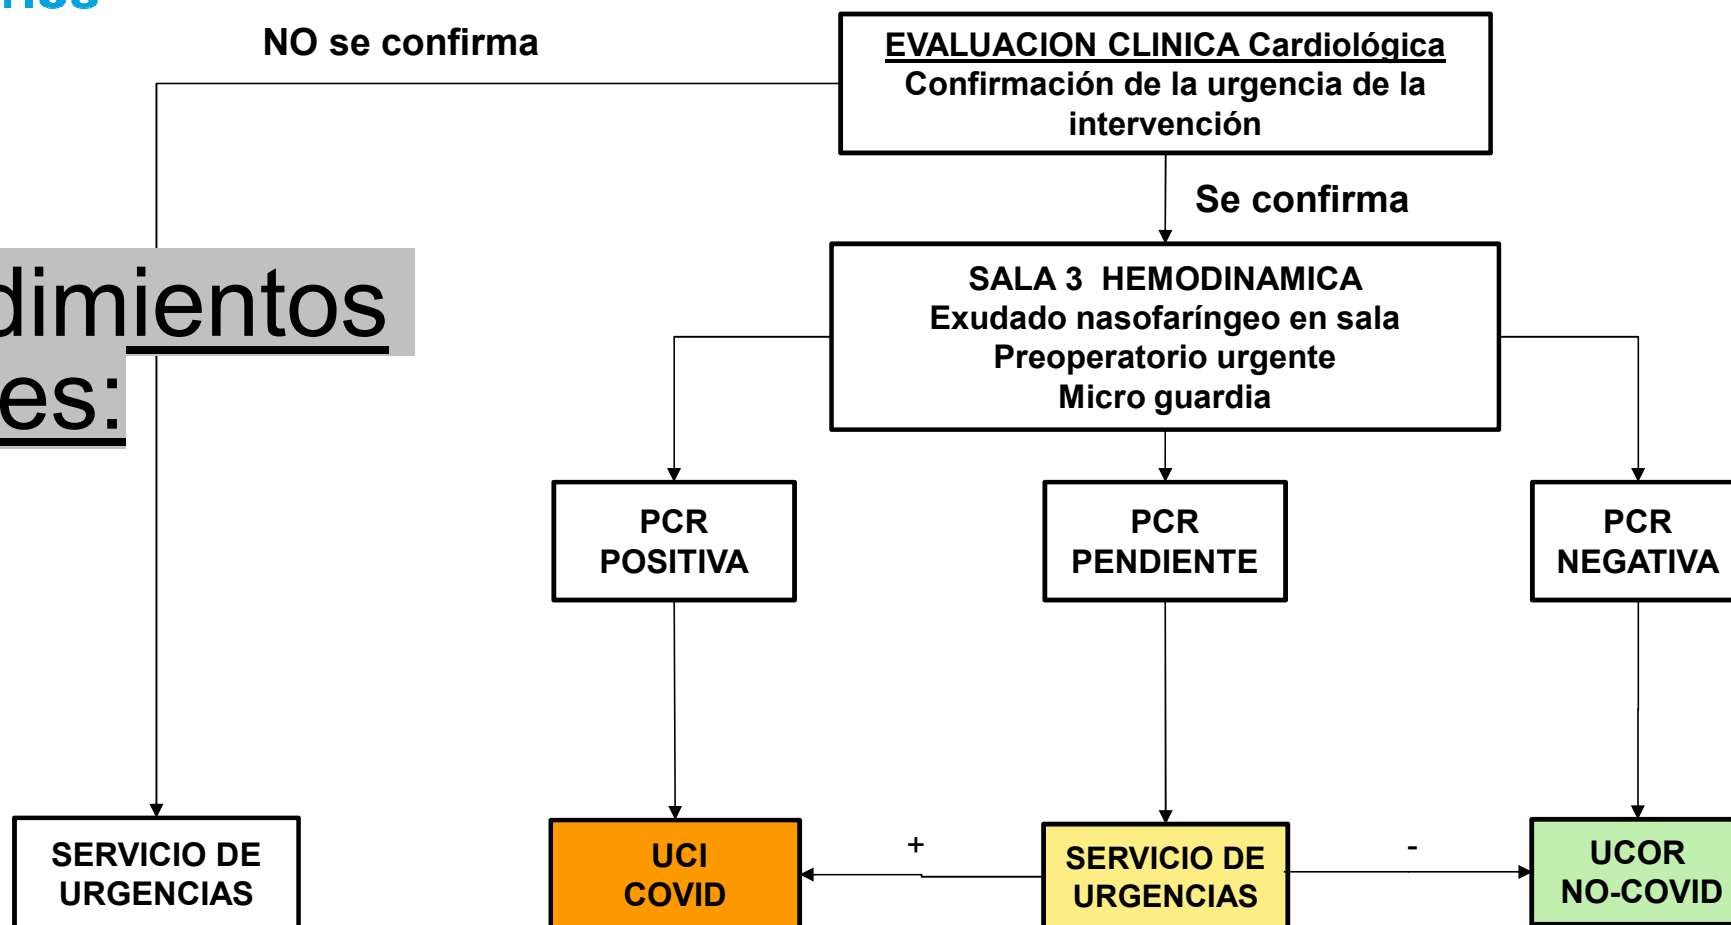 NO se confirma
EVALUACION CLINICA Cardiológica
Confirmación de la urgencia de la
intervención
Se confirma
dimientos
es:
SALA 3 HEMODINAMICA
Exudado nasofaríngeo en sala
Preoperatorio urgente
Micro guardia
PCR
POSITIVA
PCR
PENDIENTE
PCR
NEGATIVA
SERVICIO DE
URGENCIAS
UCI
COVID
+
SERVICIO DE
URGENCIAS
-
UCOR
NO-COVID